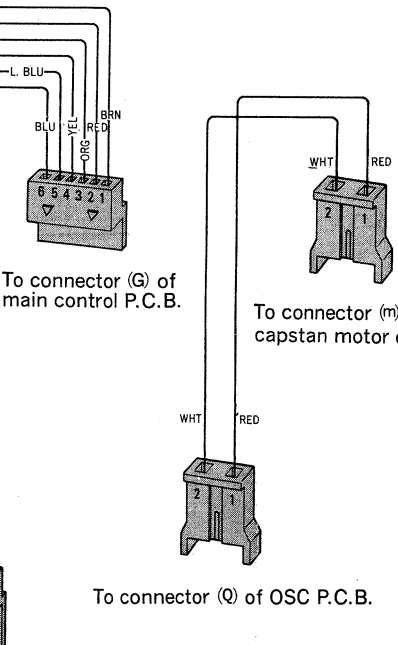 L. BLU
BLU YEL ORG RED BRN
6 5 4 3 2 1
To connector (G) of
main control P.C.B.
WHT RED
2 1
To connector (m)
capstan motor
WHT RED
2 1
To connector (Q) of OSC P.C.B.